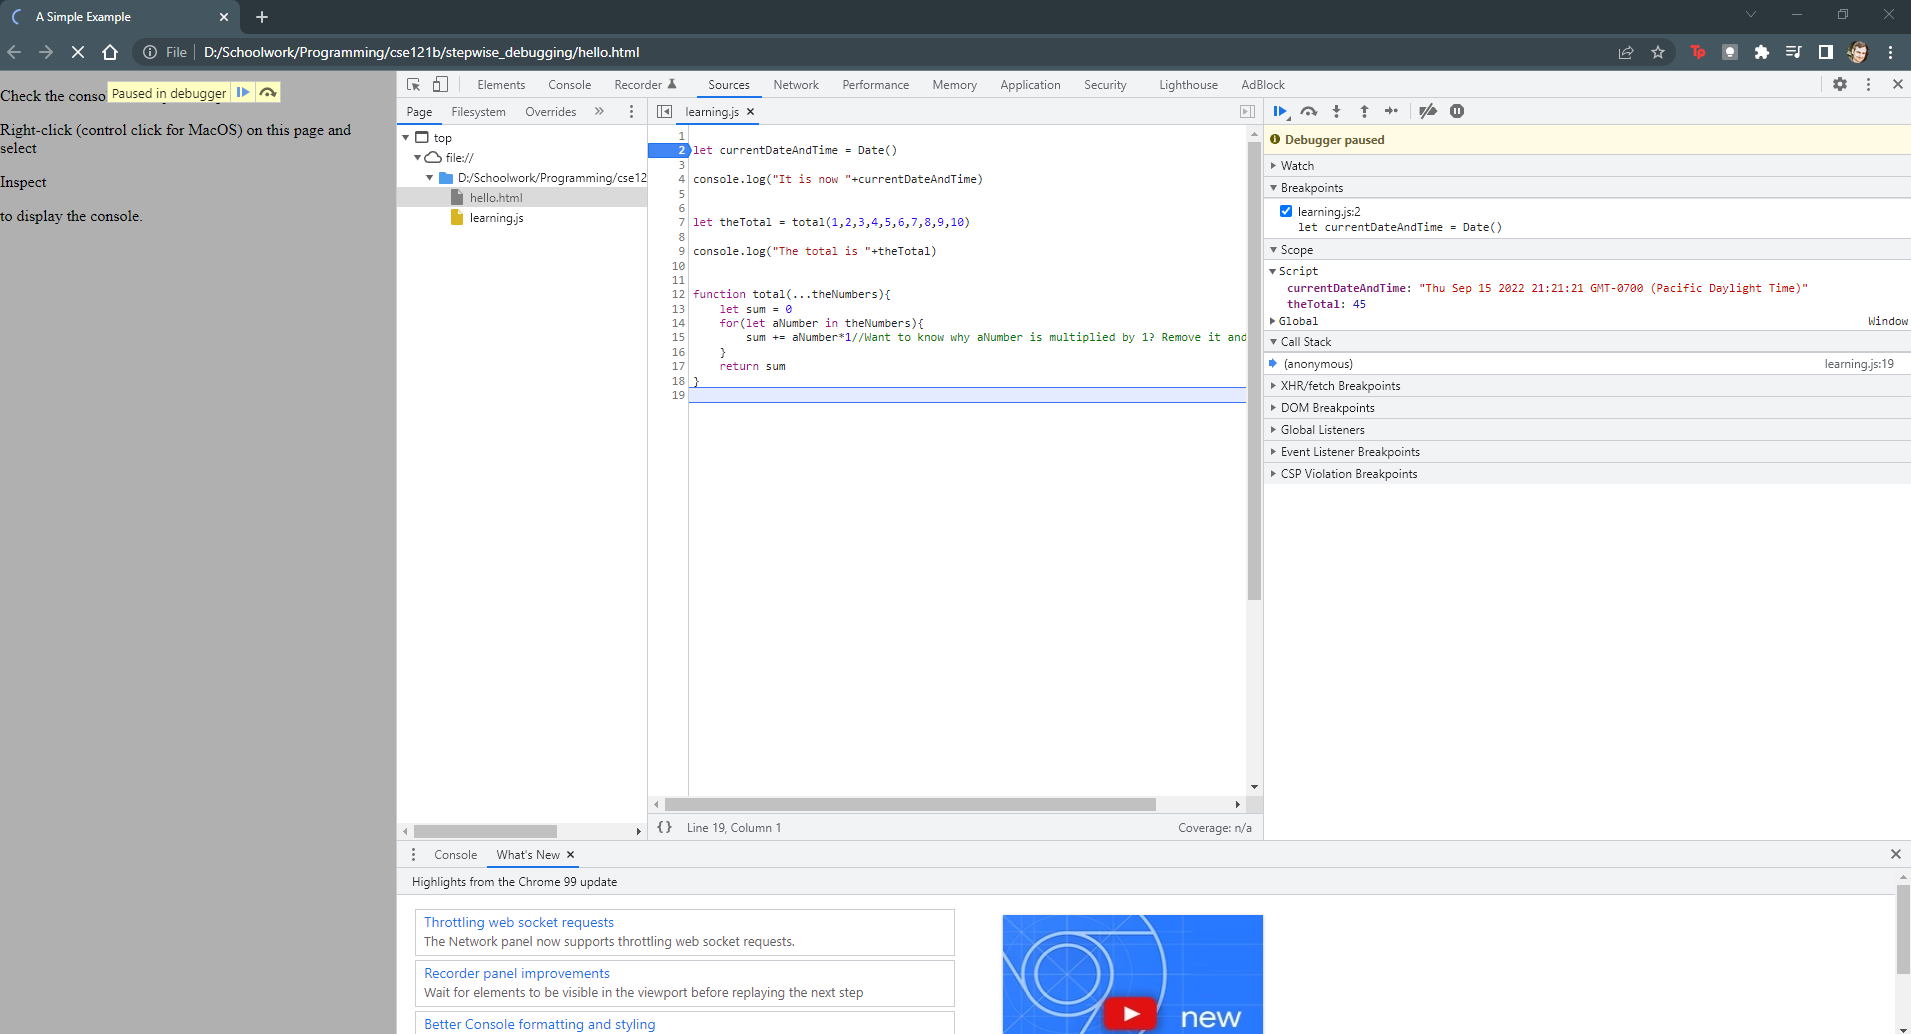 A Simple Example
File
D:/Schoolwork/Programming/cse121b/stepwise_debugging/hello.html
Tp
Check the conso
Paused in debugger
Right-click (control click for MacOS) on this page and
select
Inspect
to display the console.
Elements Console Recorder Sources Network Performance Memory Application Security Lighthouse AdBlock
Page Filesystem Overrides »
top
file://
D:/Schoolwork/Programming/cse12
hello.html
learning.js
learning.js
1
2 let currentDateAndTime = Date()
3
4 console.log("It is now "+currentDateAndTime)
5
6
7 let theTotal = total(1,2,3,4,5,6,7,8,9,10)
8
9 console.log("The total is "+theTotal)
10
11
12 function total(...theNumbers){
13 let sum = 0
14 for(let aNumber in theNumbers){
15 sum += aNumber*1//Want to know why aNumber is multiplied by 1? Remove it and
16 }
17 return sum
18 }
19
{} Line 19, Column 1
Coverage: n/a
Debugger paused
Watch
Breakpoints
learning.js:2
let currentDateAndTime = Date()
Scope
Script
currentDateAndTime: "Thu Sep 15 2022 21:21:21 GMT-0700 (Pacific Daylight Time)"
theTotal: 45
Global Window
Call Stack
(anonymous) learning.js:19
XHR/fetch Breakpoints
DOM Breakpoints
Global Listeners
Event Listener Breakpoints
CSP Violation Breakpoints
Console What's New
Highlights from the Chrome 99 update
Throttling web socket requests
The Network panel now supports throttling web socket requests.
Recorder panel improvements
Wait for elements to be visible in the viewport before replaying the next step
Better Console formatting and styling
new